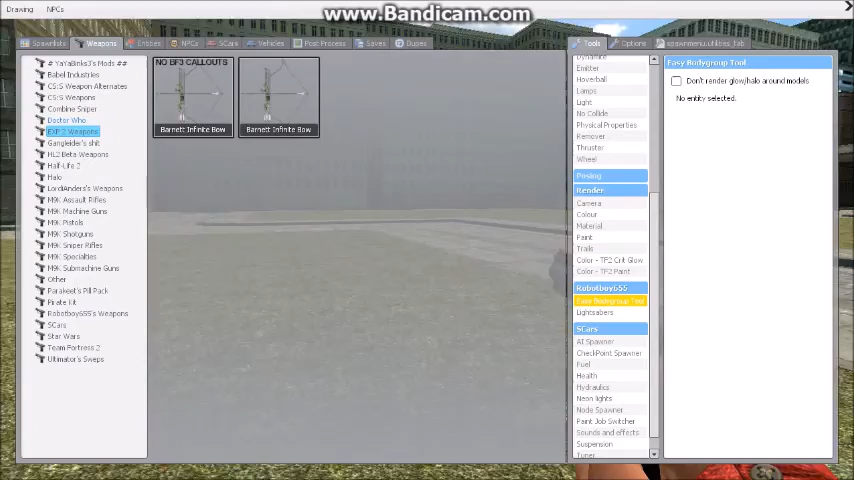 www.Bandicam.com
Drawing NPCs
Spawnlists Weapons Entities NPCs SCars Vehicles Post Process Saves Dupes
Tools Options spawnmenu.utilities_tab
# YaYaBinks3's Mods ##
Babel Industries
CS:S Weapon Alternates
CS:S Weapons
Combine Sniper
Doctor Who
EXP 2 Weapons
Gangleider's shit
HL2 Beta Weapons
Half-Life 2
Halo
LordiAnders's Weapons
M9K Assault Rifles
M9K Machine Guns
M9K Pistols
M9K Shotguns
M9K Sniper Rifles
M9K Specialties
M9K Submachine Guns
Other
Parakeet's Pill Pack
Pirate kit
Robotboy655's Weapons
SCars
Star Wars
Team Fortress 2
Ultimator's Sweps
NO BF3 CALLOUTS
Barnett Infinite Bow
Barnett Infinite Bow
Dynamite
Emitter
Hoverball
Lamps
Light
No Collide
Physical Properties
Remover
Thruster
Wheel
Posing
Render
Camera
Colour
Material
Paint
Trails
Color - TF2 Crit Glow
Color - TF2 Paint
Robotboy655
Easy Bodygroup Tool
Lightsabers
SCars
AI Spawner
CheckPoint Spawner
Fuel
Health
Hydraulics
Neon lights
Node Spawner
Paint Job Switcher
Sounds and effects
Suspension
Tuner
Easy Bodygroup Tool
Don't render glow/halo around models
No entity selected.